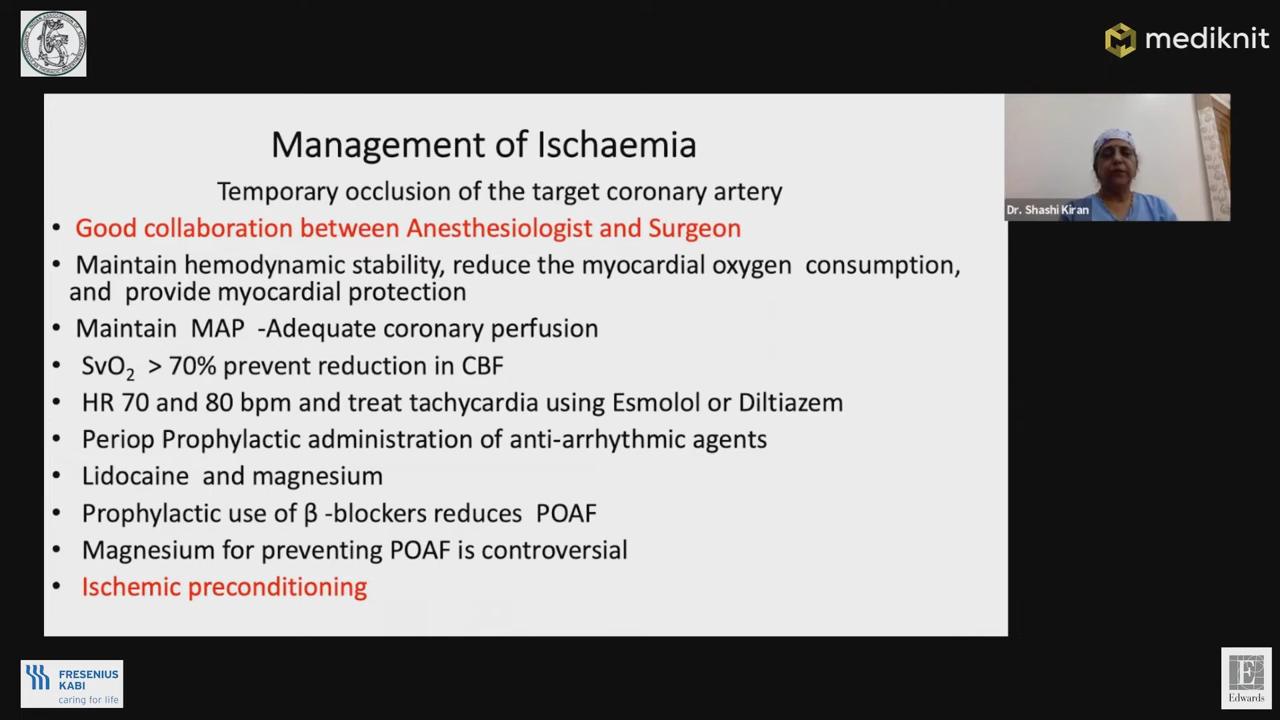 mediknit
Management of Ischaemia
Temporary occlusion of the target coronary artery
• Good collaboration between Anesthesiologist and Surgeon
• Maintain hemodynamic stability, reduce the myocardial oxygen consumption,
and provide myocardial protection
• Maintain MAP -Adequate coronary perfusion
• SvO₂ > 70% prevent reduction in CBF
• HR 70 and 80 bpm and treat tachycardia using Esmolol or Diltiazem
• Periop Prophylactic administration of anti-arrhythmic agents
• Lidocaine and magnesium
• Prophylactic use of β -blockers reduces POAF
• Magnesium for preventing POAF is controversial
• Ischemic preconditioning
Dr. Shashi Kiran
FRESENIUS
KABI
caring for life
Edwards